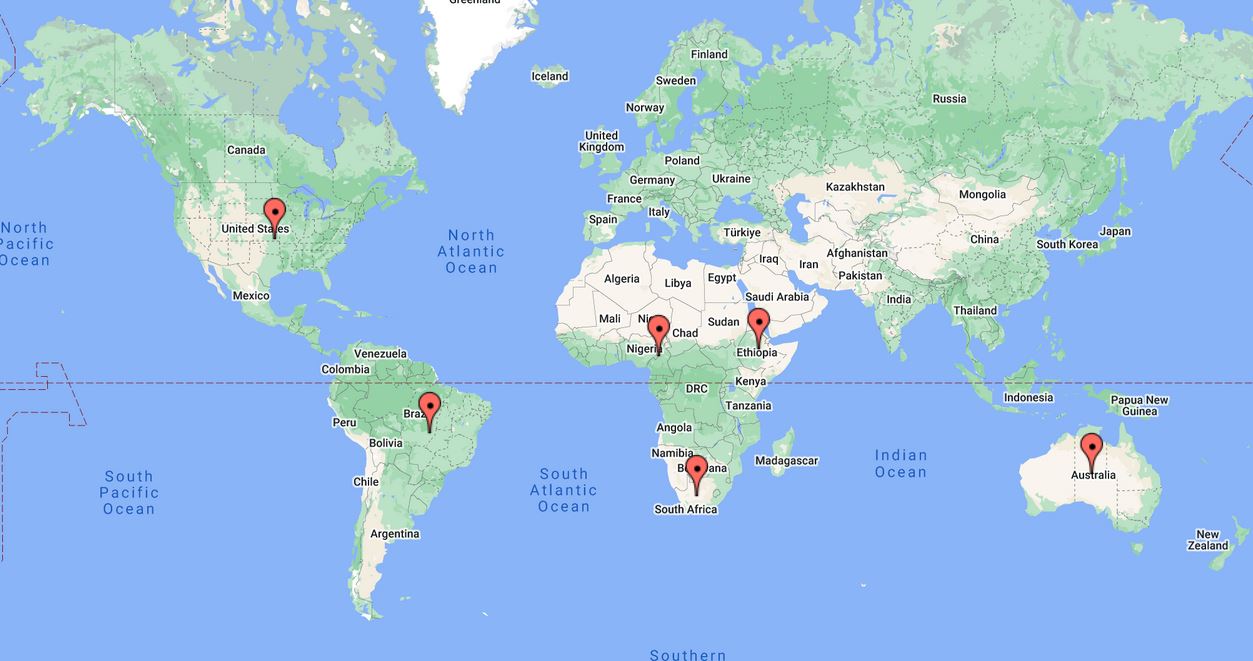 Greenland
Iceland
Finland
Sweden
Norway
Russia
United
Kingdom
Canada
Poland
Germany
Ukraine
France
Kazakhstan
Mongolia
Italy
Spain
United States
North
Pacific
Ocean
North
Atlantic
Ocean
Türkiye
Japan
China
South Korea
Afghanistan
Iraq
Iran
Pakistan
Algeria
Libya
Egypt
Mexico
Saudi Arabia
India
Thailand
Mali
Sudan
Chad
Nigeria
Ethiopia
Venezuela
Colombia
DRC
Kenya
Indonesia
Papua New
Guinea
Tanzania
Peru
Angola
Bolivia
Namibia
Madagascar
Indian
Ocean
Australia
Chile
South
Pacific
Ocean
South
Atlantic
Ocean
South Africa
Argentina
New
Zealand
Southern